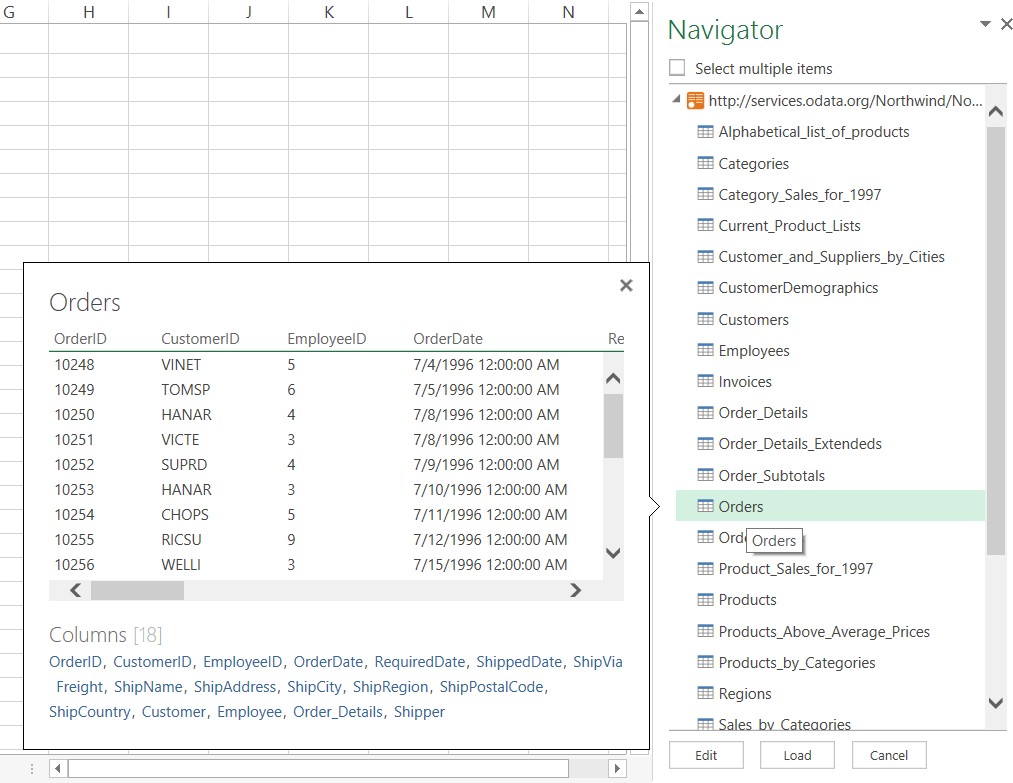 G H I J K L M N
Navigator
Select multiple items
http://services.odata.org/Northwind/No...
Alphabetical_list_of_products
Categories
Category_Sales_for_1997
Current_Product_Lists
Customer_and_Suppliers_by_Cities
CustomerDemographics
Customers
Employees
Invoices
Order_Details
Order_Details_Extendeds
Order_Subtotals
Orders
Orde
Orders
Product_Sales_for_1997
Products
Products_Above_Average_Prices
Products_by_Categories
Regions
Sales_by_Categories
Edit Load Cancel
Orders
OrderID CustomerID EmployeeID OrderDate Re
10248 VINET 5 7/4/1996 12:00:00 AM
10249 TOMSP 6 7/5/1996 12:00:00 AM
10250 HANAR 4 7/8/1996 12:00:00 AM
10251 VICTE 3 7/8/1996 12:00:00 AM
10252 SUPRD 4 7/9/1996 12:00:00 AM
10253 HANAR 3 7/10/1996 12:00:00 AM
10254 CHOPS 5 7/11/1996 12:00:00 AM
10255 RICSU 9 7/12/1996 12:00:00 AM
10256 WELLI 3 7/15/1996 12:00:00 AM
Columns [18]
OrderID, CustomerID, EmployeeID, OrderDate, RequiredDate, ShippedDate, ShipVia
Freight, ShipName, ShipAddress, ShipCity, ShipRegion, ShipPostalCode,
ShipCountry, Customer, Employee, Order_Details, Shipper